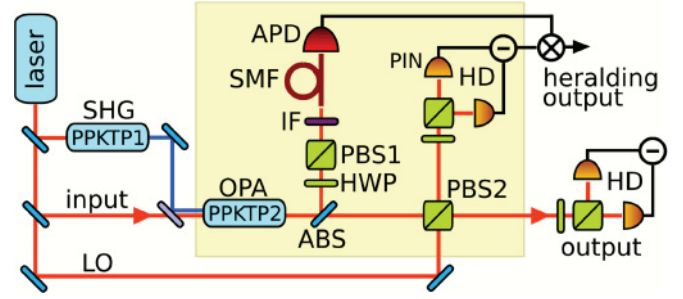 laser
SHG
PPKTP1
input
OPA
PPKTP2
LO
APD
SMF
IF
PBS1
HWP
ABS
PIN
HD
PBS2
heralding
output
HD
output